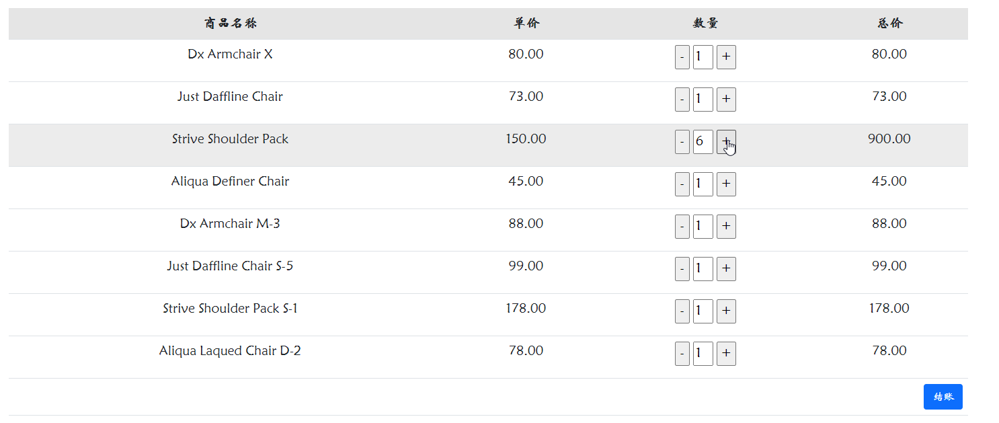 商品名称 单价 数量 总价
Dx Armchair X 80.00 - 1 + 80.00
Just Daffline Chair 73.00 - 1 + 73.00
Strive Shoulder Pack 150.00 - 6 + 900.00
Aliqua Definer Chair 45.00 - 1 + 45.00
Dx Armchair M-3 88.00 - 1 + 88.00
Just Daffline Chair S-5 99.00 - 1 + 99.00
Strive Shoulder Pack S-1 178.00 - 1 + 178.00
Aliqua Laqued Chair D-2 78.00 - 1 + 78.00
结账